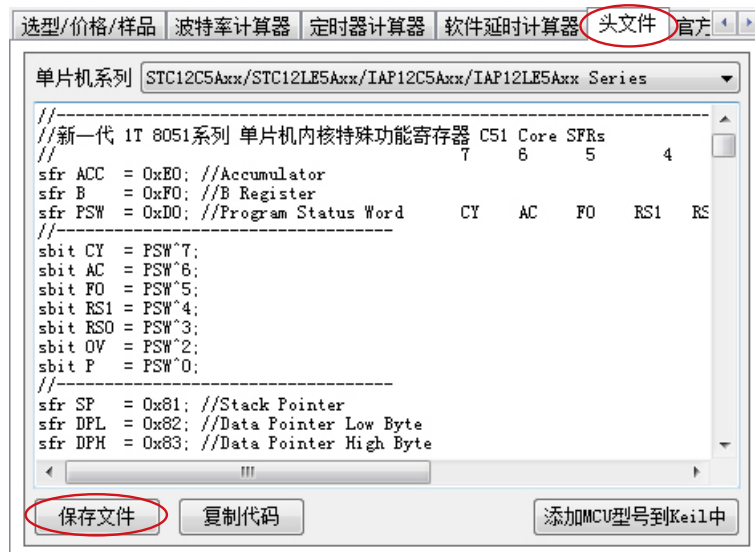 选型/价格/样品 波特率计算器 定时器计算器 软件延时计算器 头文件 官方
单片机系列 STC12C5Axx/STC12LE5Axx/IAP12C5Axx/IAP12LE5Axx Series
//-------------------------------------------------------------------
//新一代 1T 8051系列 单片机内核特殊功能寄存器 C51 Core SFRs
// 7 6 5 4
sfr ACC = 0xE0; //Accumulator
sfr B = 0xF0; //B Register
sfr PSW = 0xD0; //Program Status Word CY AC F0 RS1 RS
//-----------------------------------
sbit CY = PSW^7;
sbit AC = PSW^6;
sbit F0 = PSW^5;
sbit RS1 = PSW^4;
sbit RS0 = PSW^3;
sbit OV = PSW^2;
sbit P = PSW^0;
//-----------------------------------
sfr SP = 0x81; //Stack Pointer
sfr DPL = 0x82; //Data Pointer Low Byte
sfr DPH = 0x83; //Data Pointer High Byte
保存文件 复制代码 添加MCU型号到Keil中